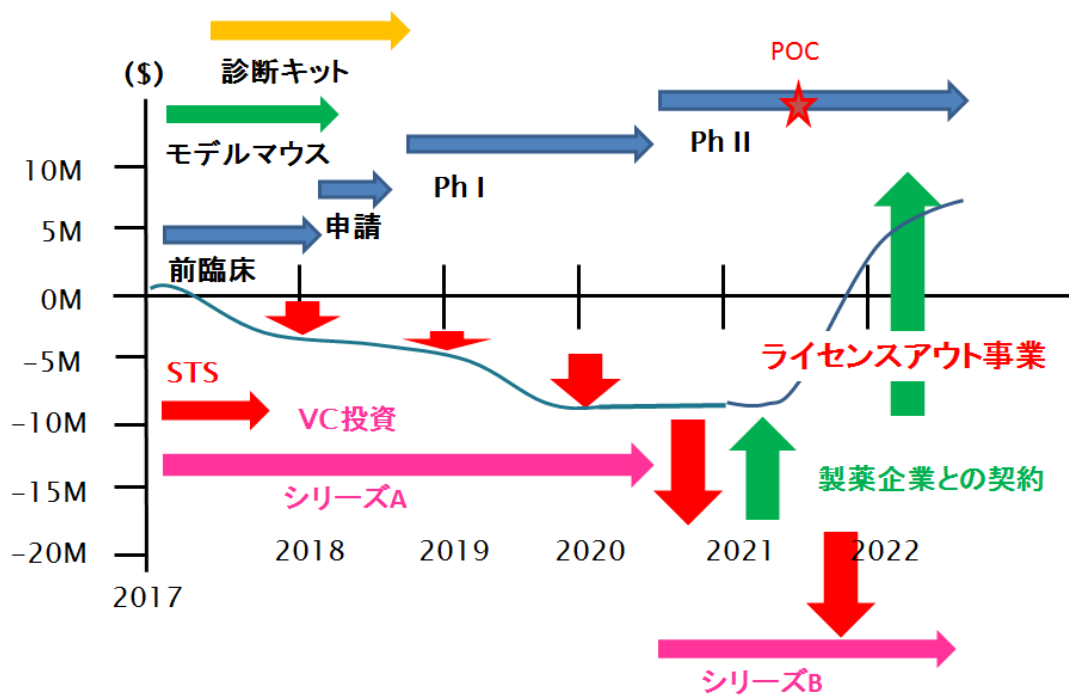 POC
($)
診断キット
モデルマウス
Ph I
Ph II
申請
前臨床
10M
5M
0M
-5M
-10M
-15M
-20M
ライセンスアウト事業
STS
VC投資
シリーズA
製薬企業との契約
2017
2018
2019
2020
2021
2022
シリーズB